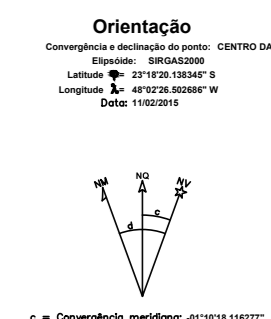 Orientação
Convergência e declinação do ponto: CENTRO DA
Elipsóide: SIRGAS2000
Latitude = 23°18'20.138345" S
Longitude λ= 48°02'26.502686" W
Data: 11/02/2015
NM NQ NV
c
d
c = Convergência meridiana: -01°10'18.116277"